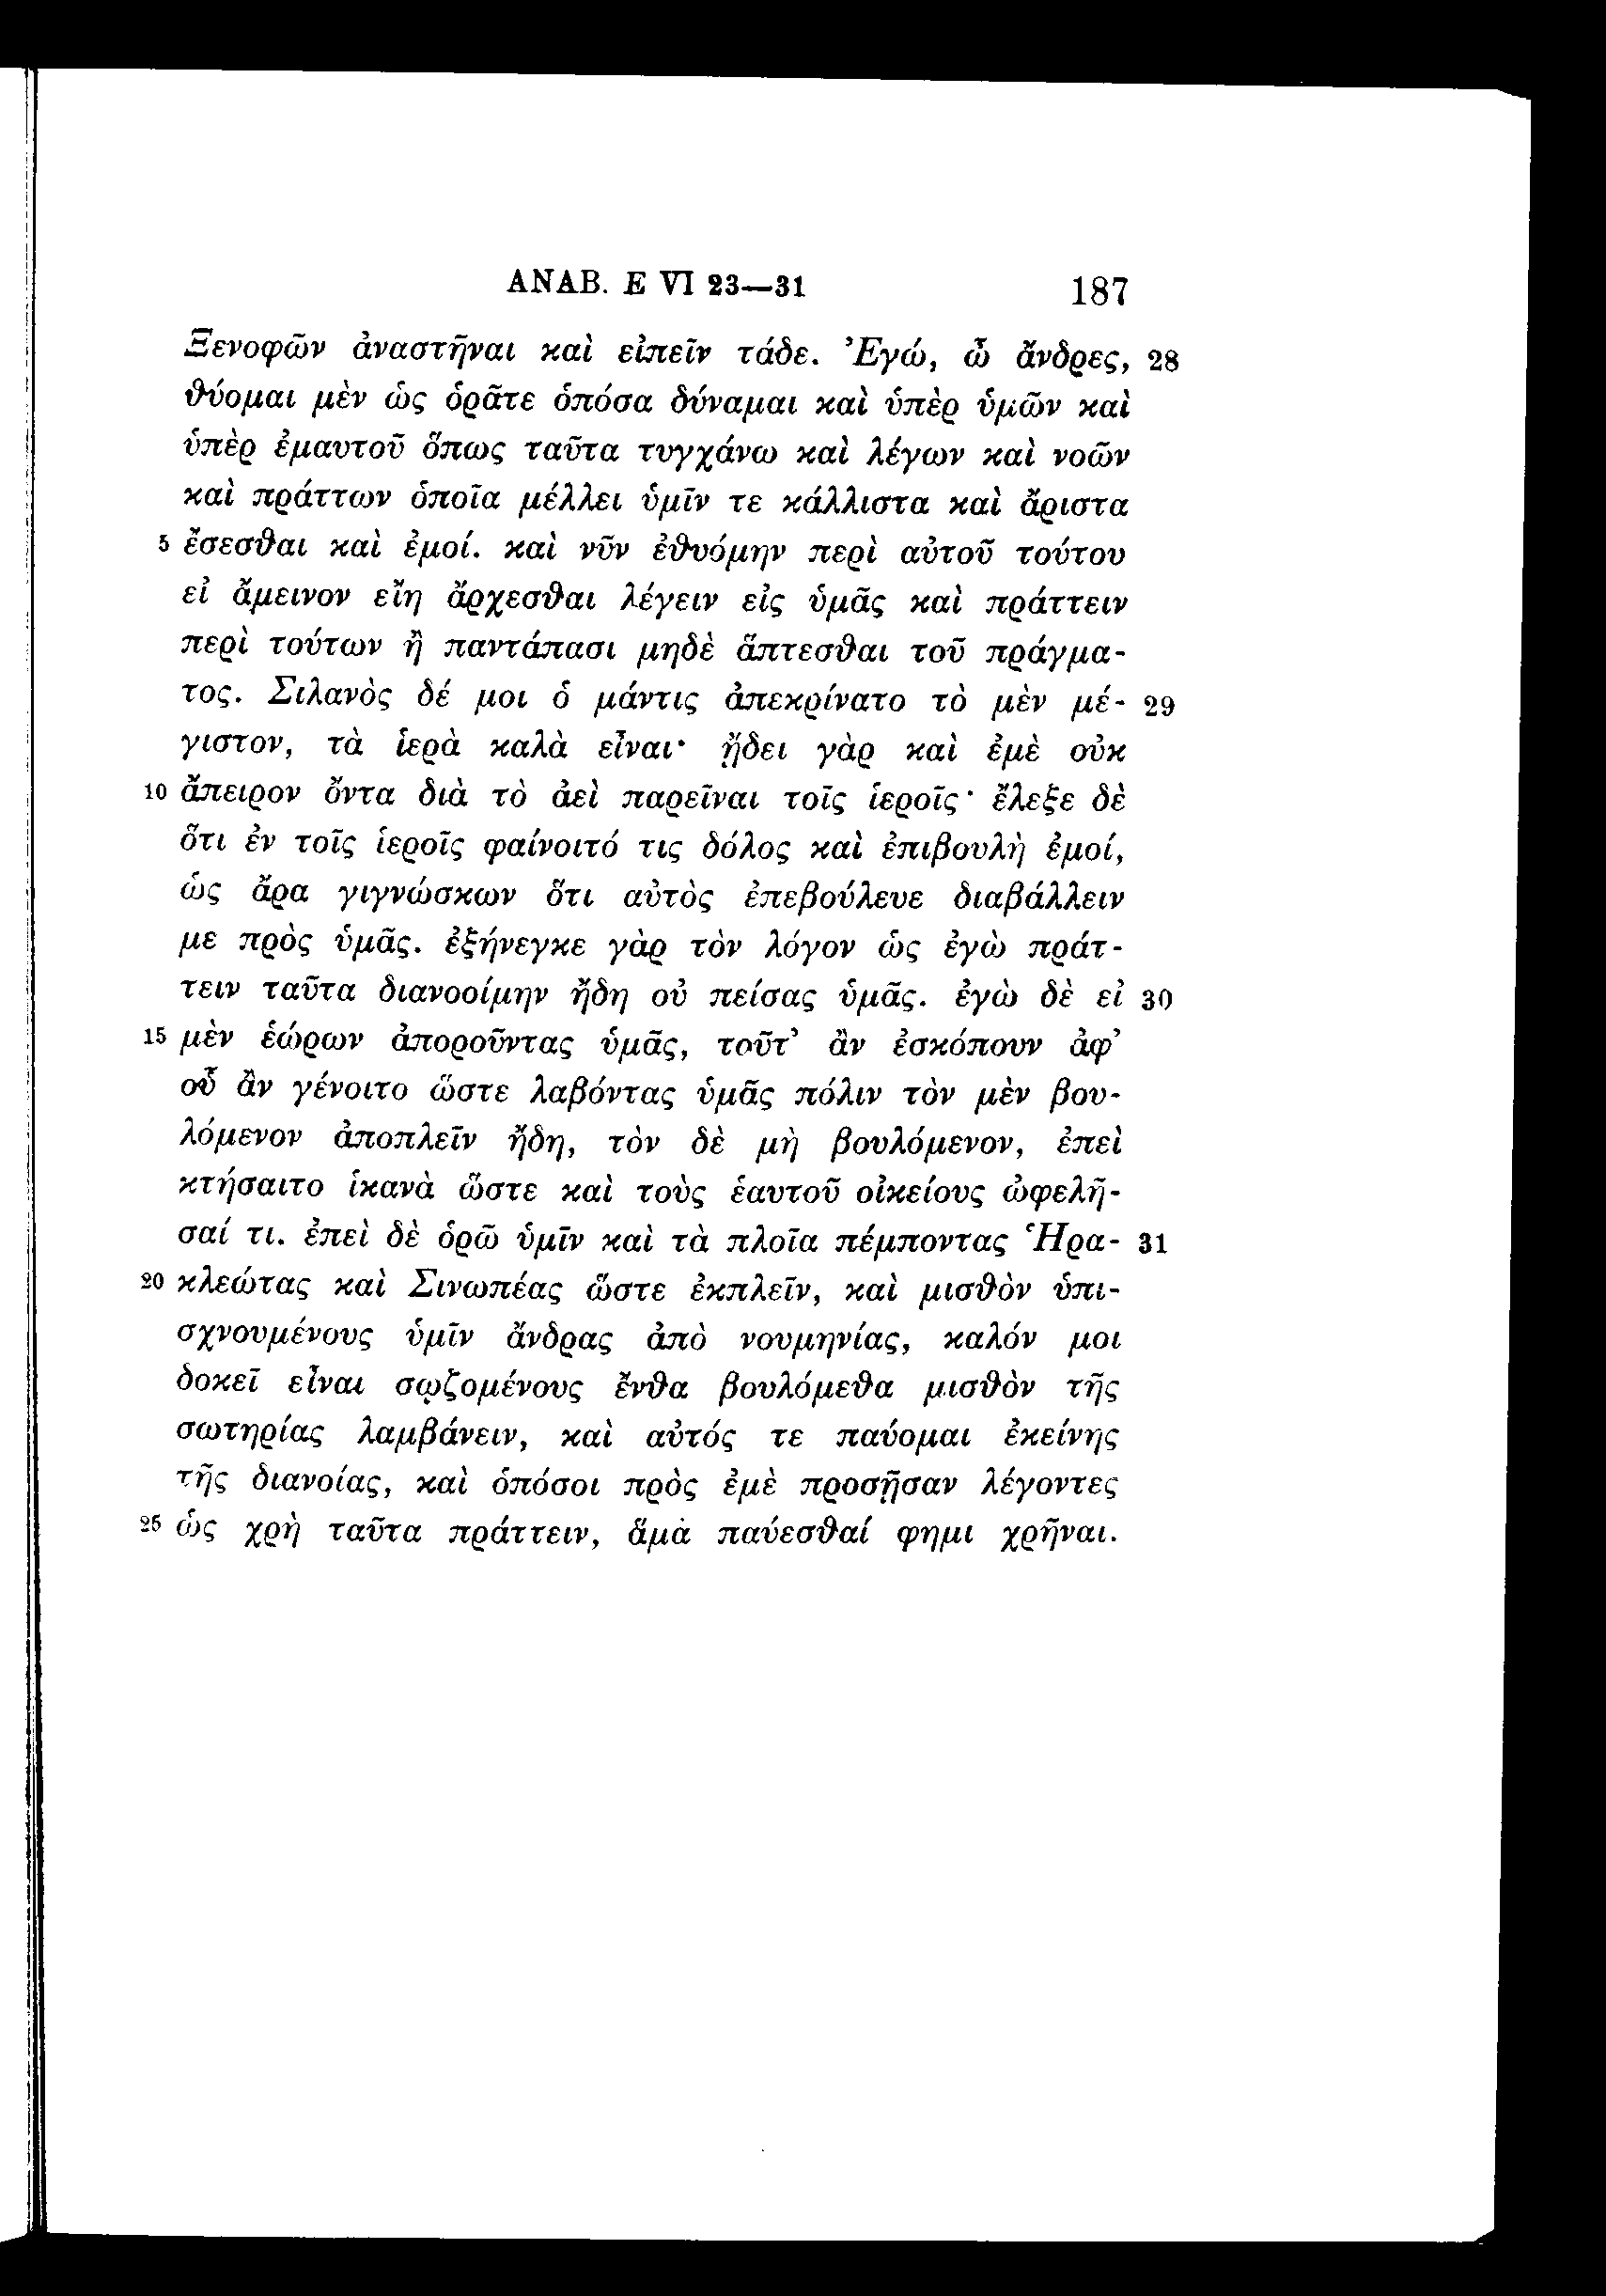 ΑΝΑΒ. Ε VI 23—31 187
Ξενοφῶν ἀναστῆναι καὶ εἰπεῖν τάδε. Ἐγώ, ὦ ἄνδρες, 28
θύομαι μὲν ὡς ὁρᾶτε ὁπόσα δύναμαι καὶ ὑπὲρ ὑμῶν καὶ
ὑπὲρ ἐμαυτοῦ ὅπως ταῦτα τυγχάνω καὶ λέγων καὶ νοῶν
καὶ πράττων ὁποῖα μέλλει ὑμῖν τε κάλλιστα καὶ ἄριστα
5 ἔσεσθαι καὶ ἐμοί. καὶ νῦν ἐθυόμην περὶ αὐτοῦ τούτου
εἰ ἄμεινον εἴη ἄρχεσθαι λέγειν εἰς ὑμᾶς καὶ πράττειν
περὶ τούτων ἢ παντάπασι μηδὲ ἅπτεσθαι τοῦ πράγμα-
τος. Σιλανὸς δέ μοι ὁ μάντις ἀπεκρίνατο τὸ μὲν μέ- 29
γιστον, τὰ ἱερὰ καλὰ εἶναι· ᾔδει γὰρ καὶ ἐμὲ οὐκ
10 ἄπειρον ὄντα διὰ τὸ ἀεὶ παρεῖναι τοῖς ἱεροῖς· ἔλεξε δὲ
ὅτι ἐν τοῖς ἱεροῖς φαίνοιτό τις δόλος καὶ ἐπιβουλὴ ἐμοί,
ὡς ἄρα γιγνώσκων ὅτι αὐτὸς ἐπεβούλευε διαβάλλειν
με πρὸς ὑμᾶς. ἐξήνεγκε γὰρ τὸν λόγον ὡς ἐγὼ πράτ-
τειν ταῦτα διανοοίμην ἤδη οὐ πείσας ὑμᾶς. ἐγὼ δὲ εἰ 30
15 μὲν ἑώρων ἀποροῦντας ὑμᾶς, τοῦτ’ ἂν ἐσκόπουν ἀφ’
οὗ ἂν γένοιτο ὥστε λαβόντας ὑμᾶς πόλιν τὸν μὲν βου-
λόμενον ἀποπλεῖν ἤδη, τὸν δὲ μὴ βουλόμενον, ἐπεὶ
κτήσαιτο ἱκανὰ ὥστε καὶ τοὺς ἑαυτοῦ οἰκείους ὠφελῆ-
σαί τι. ἐπεὶ δὲ ὁρῶ ὑμῖν καὶ τὰ πλοῖα πέμποντας Ἡρα- 31
20 κλεώτας καὶ Σινωπέας ὥστε ἐκπλεῖν, καὶ μισθὸν ὑπι-
σχνουμένους ὑμῖν ἄνδρας ἀπὸ νουμηνίας, καλόν μοι
δοκεῖ εἶναι σῳζομένους ἔνθα βουλόμεθα μισθὸν τῆς
σωτηρίας λαμβάνειν, καὶ αὐτός τε παύομαι ἐκείνης
τῆς διανοίας, καὶ ὁπόσοι πρὸς ἐμὲ προσῇσαν λέγοντες
25 ὡς χρὴ ταῦτα πράττειν, ἅμα παύεσθαί φημι χρῆναι.